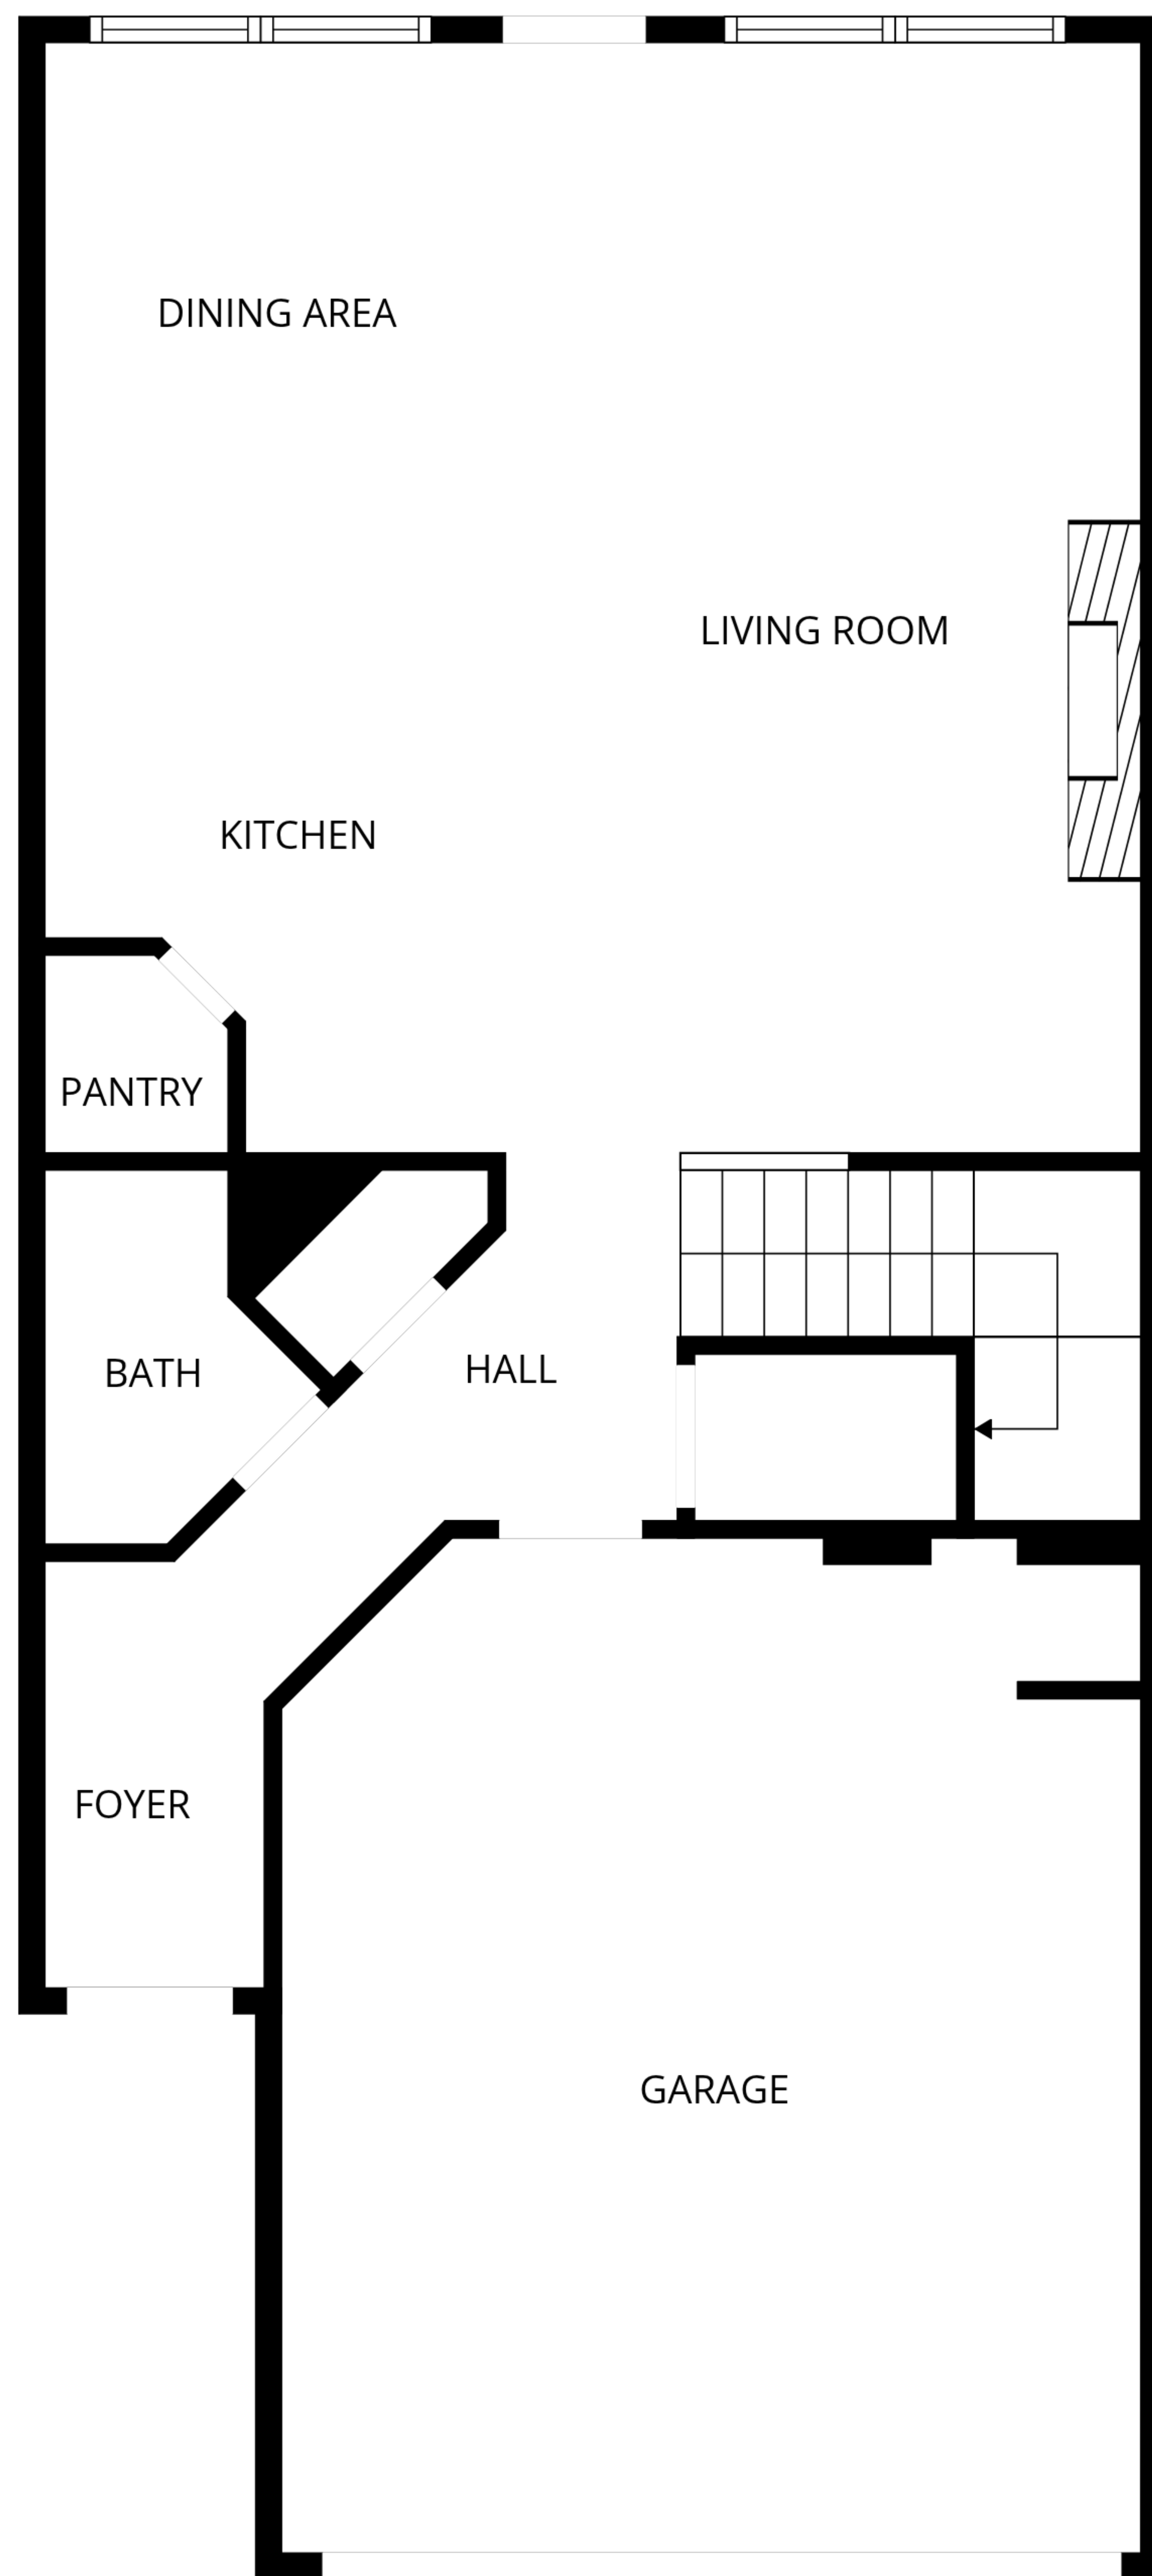 DINING AREA
LIVING ROOM
KITCHEN
PANTRY
BATH
HALL
FOYER
GARAGE